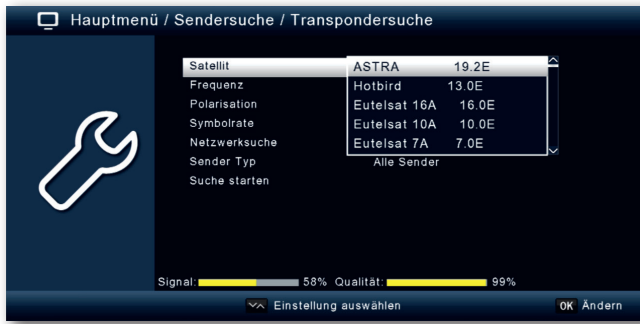 Hauptmenü / Sendersuche / Transpondersuche
Satellit
ASTRA 19.2E
Frequenz
Hotbird 13.0E
Polarisation
Eutelsat 16A 16.0E
Symbolrate
Eutelsat 10A 10.0E
Netzwerksuche
Eutelsat 7A 7.0E
Sender Typ Alle Sender
Suche starten
Signal: 58% Qualität: 99%
Einstellung auswählen OK Ändern